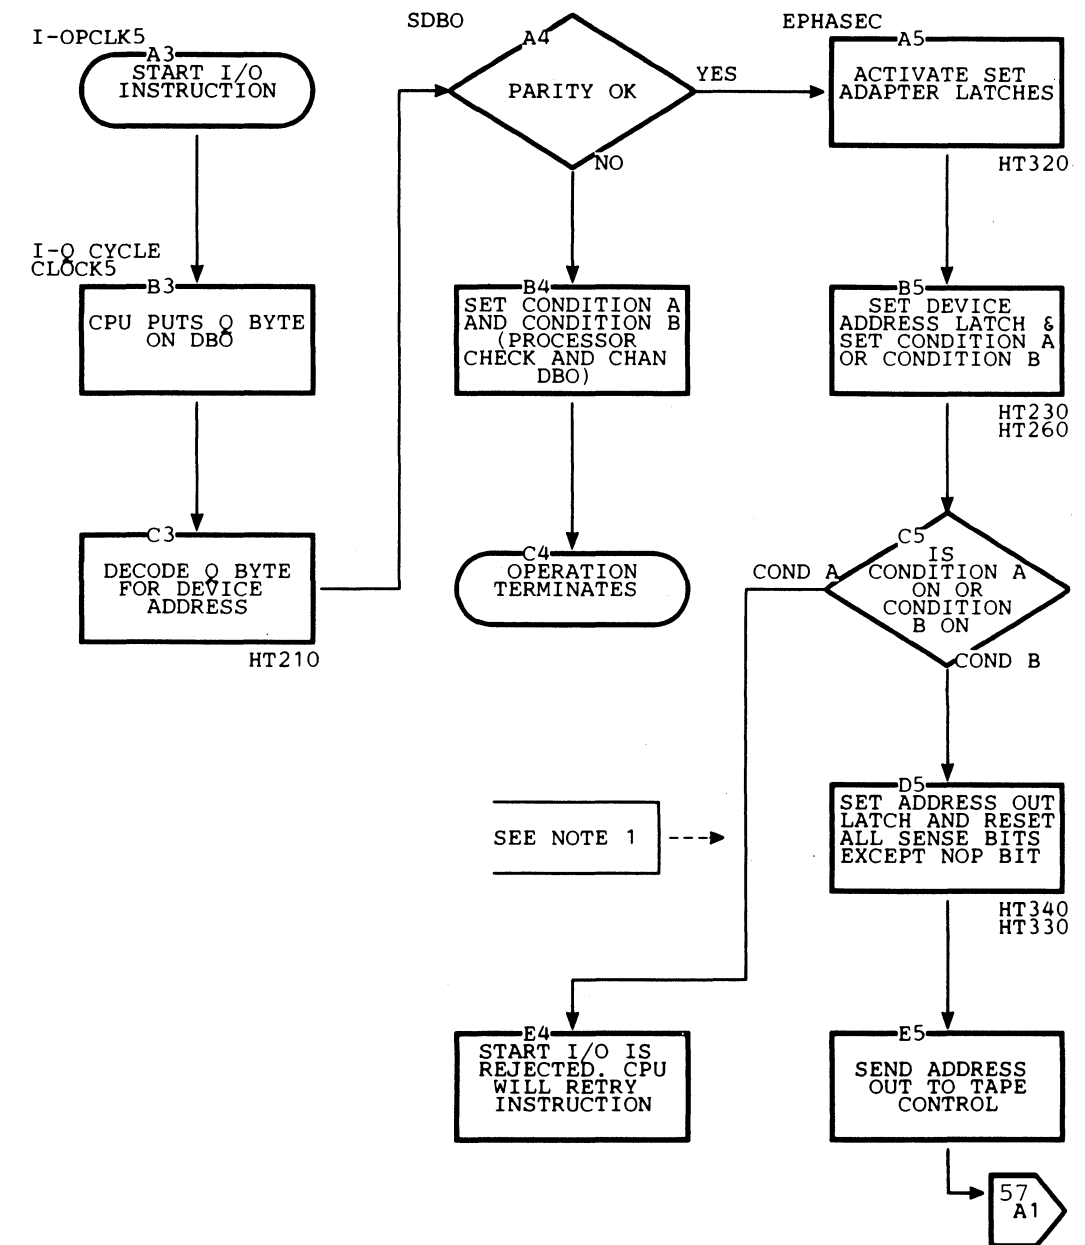 I-OPCLK5
A3
START I/O
INSTRUCTION
I-Q CYCLE
CLOCK5
B3
CPU PUTS Q BYTE
ON DBO
C3
DECODE Q BYTE
FOR DEVICE
ADDRESS
HT210
SDBO
A4
PARITY OK
YES
NO
B4
SET CONDITION A
AND CONDITION B
(PROCESSOR
CHECK AND CHAN
DBO)
C4
OPERATION
TERMINATES
SEE NOTE 1
E4
START I/O IS
REJECTED. CPU
WILL RETRY
INSTRUCTION
EPHASEC
A5
ACTIVATE SET
ADAPTER LATCHES
HT320
B5
SET DEVICE
ADDRESS LATCH &
SET CONDITION A
OR CONDITION B
HT230
HT260
C5
IS
CONDITION A
ON OR
CONDITION
B ON
COND A
COND B
D5
SET ADDRESS OUT
LATCH AND RESET
ALL SENSE BITS
EXCEPT NOP BIT
HT340
HT330
E5
SEND ADDRESS
OUT TO TAPE
CONTROL
57
A1